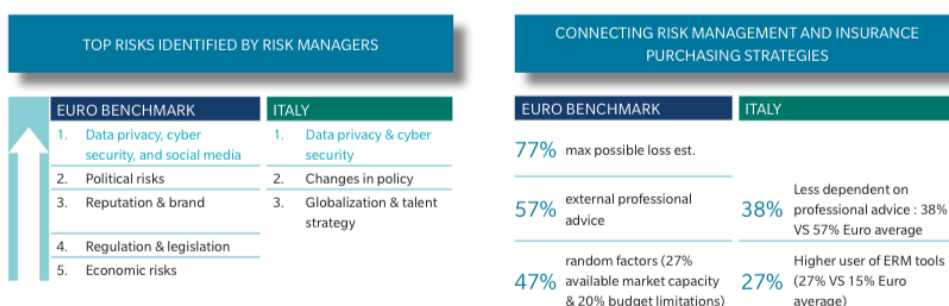 TOP RISKS IDENTIFIED BY RISK MANAGERS
EURO BENCHMARK
ITALY
1. Data privacy, cyber
security, and social media
1. Data privacy & cyber
security
2. Political risks
2. Changes in policy
3. Reputation & brand
3. Globalization & talent
strategy
4. Regulation & legislation
5. Economic risks
CONNECTING RISK MANAGEMENT AND INSURANCE
PURCHASING STRATEGIES
EURO BENCHMARK
ITALY
77% max possible loss est.
57% external professional
advice
38% Less dependent on
professional advice : 38%
VS 57% Euro average
47% random factors (27%
available market capacity
& 20% budget limitations)
27% Higher user of ERM tools
(27% VS 15% Euro
average)